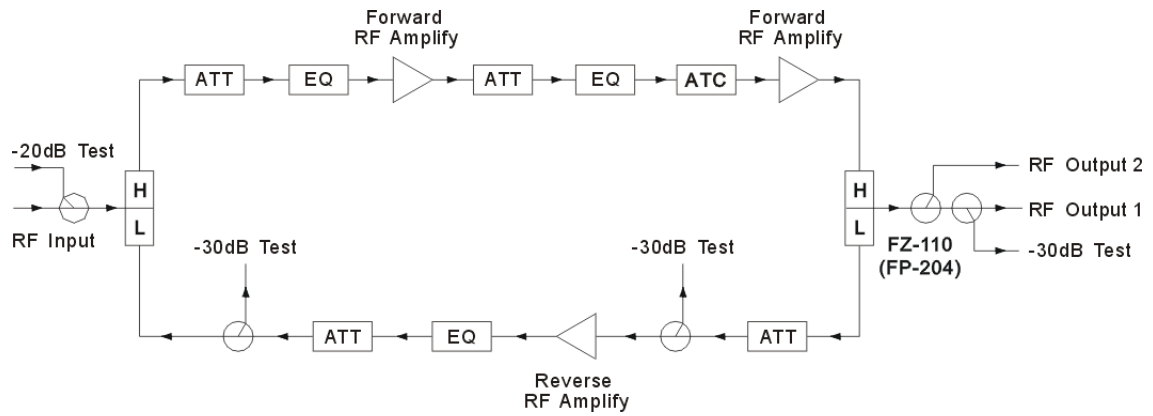 Forward
RF Amplify
Forward
RF Amplify
ATT
EQ
ATT
EQ
ATC
-20dB Test
RF Input
H
L
H
L
RF Output 2
RF Output 1
-30dB Test
FZ-110
(FP-204)
-30dB Test
-30dB Test
ATT
EQ
ATT
Reverse
RF Amplify